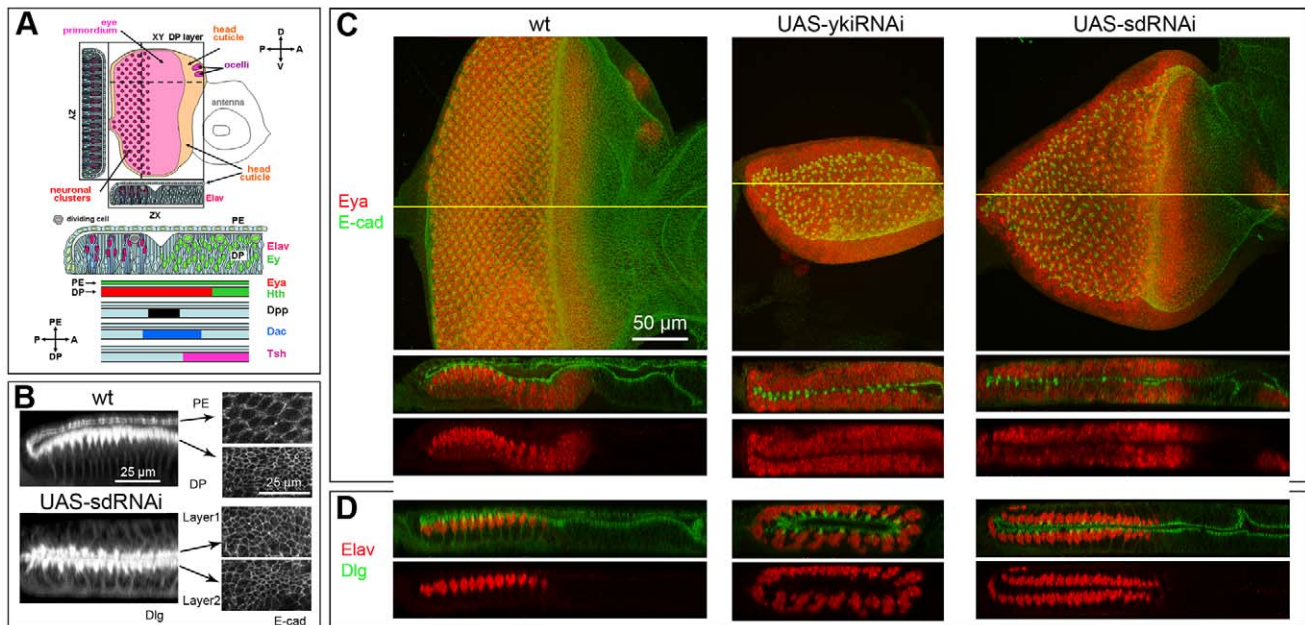 A
eye
primordium
XY DP layer
head
cuticle
D
P A
V
ocelli
ZY
antenna
neuronal
clusters
head
cuticle
Elav
ZX
dividing cell
PE
Elav
Ey
DP
PE
DP
Eya
Hth
Dpp
PE
P A
DP
Dac
Tsh
B
wt
PE
25 µm
DP
25 µm
UAS-sdRNAi
Layer1
Layer2
Dlg
E-cad
C
wt
UAS-ykiRNAi
UAS-sdRNAi
Eya
E-cad
50 µm
D
Elav
Dlg